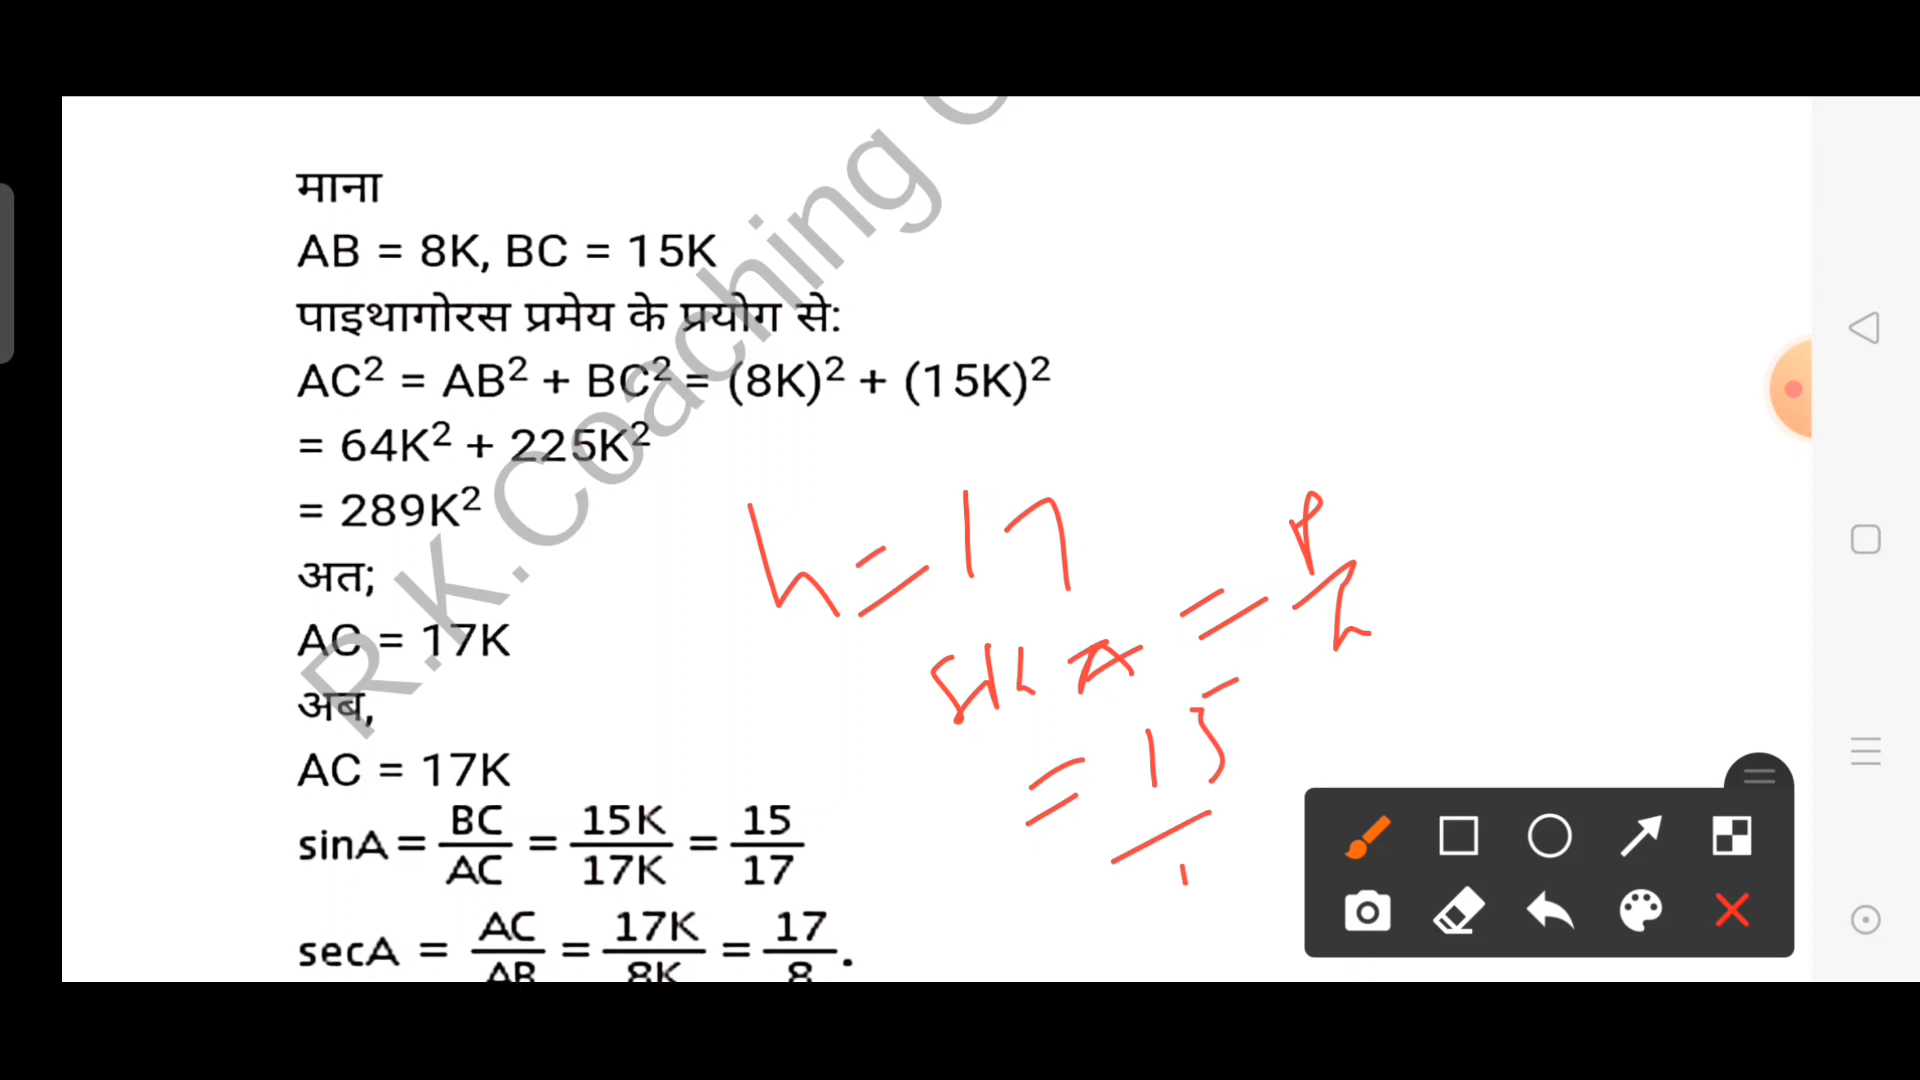 माना
AB = 8K, BC = 15K
पाइथागोरस प्रमेय के प्रयोग से:
AC² = AB² + BC² = (8K)² + (15K)²
= 64K² + 225K²
= 289K²
अत;
AC = 17K
अब,
AC = 17K
sinA = BC/AC = 15K/17K = 15/17
secA = AC/AB = 17K/8K = 17/8.
R.K.Coaching
h = 17
A = p/h
= 15/1